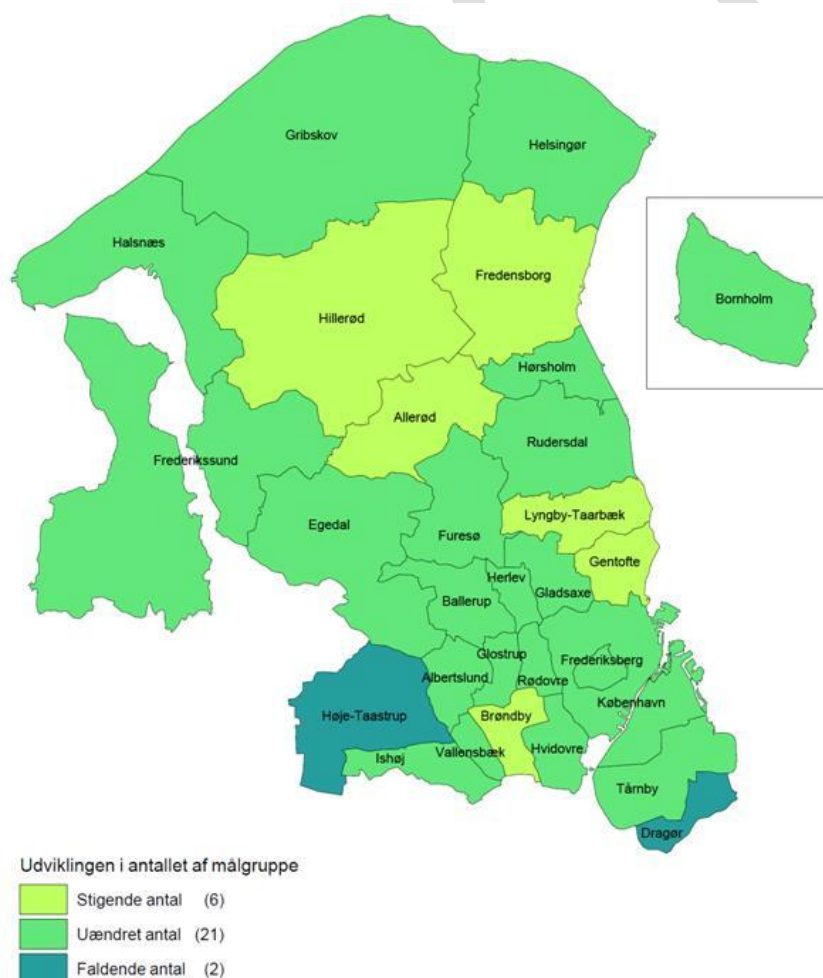 Gribskov
Helsingør
Halsnæs
Fredensborg
Bornholm
Hillerød
Hørsholm
Allerød
Rudersdal
Frederikssund
Lyngby-Taarbæk
Egedal
Furesø
Gentofte
Herlev
Gladsaxe
Ballerup
Glostrup
Frederiksberg
Albertslund
Rødovre
København
Høje-Taastrup
Brøndby
Hvidovre
Vallensbæk
Ishøj
Tårnby
Dragør
Udviklingen i antallet af målgruppe
Stigende antal (6)
Uændret antal (21)
Faldende antal (2)